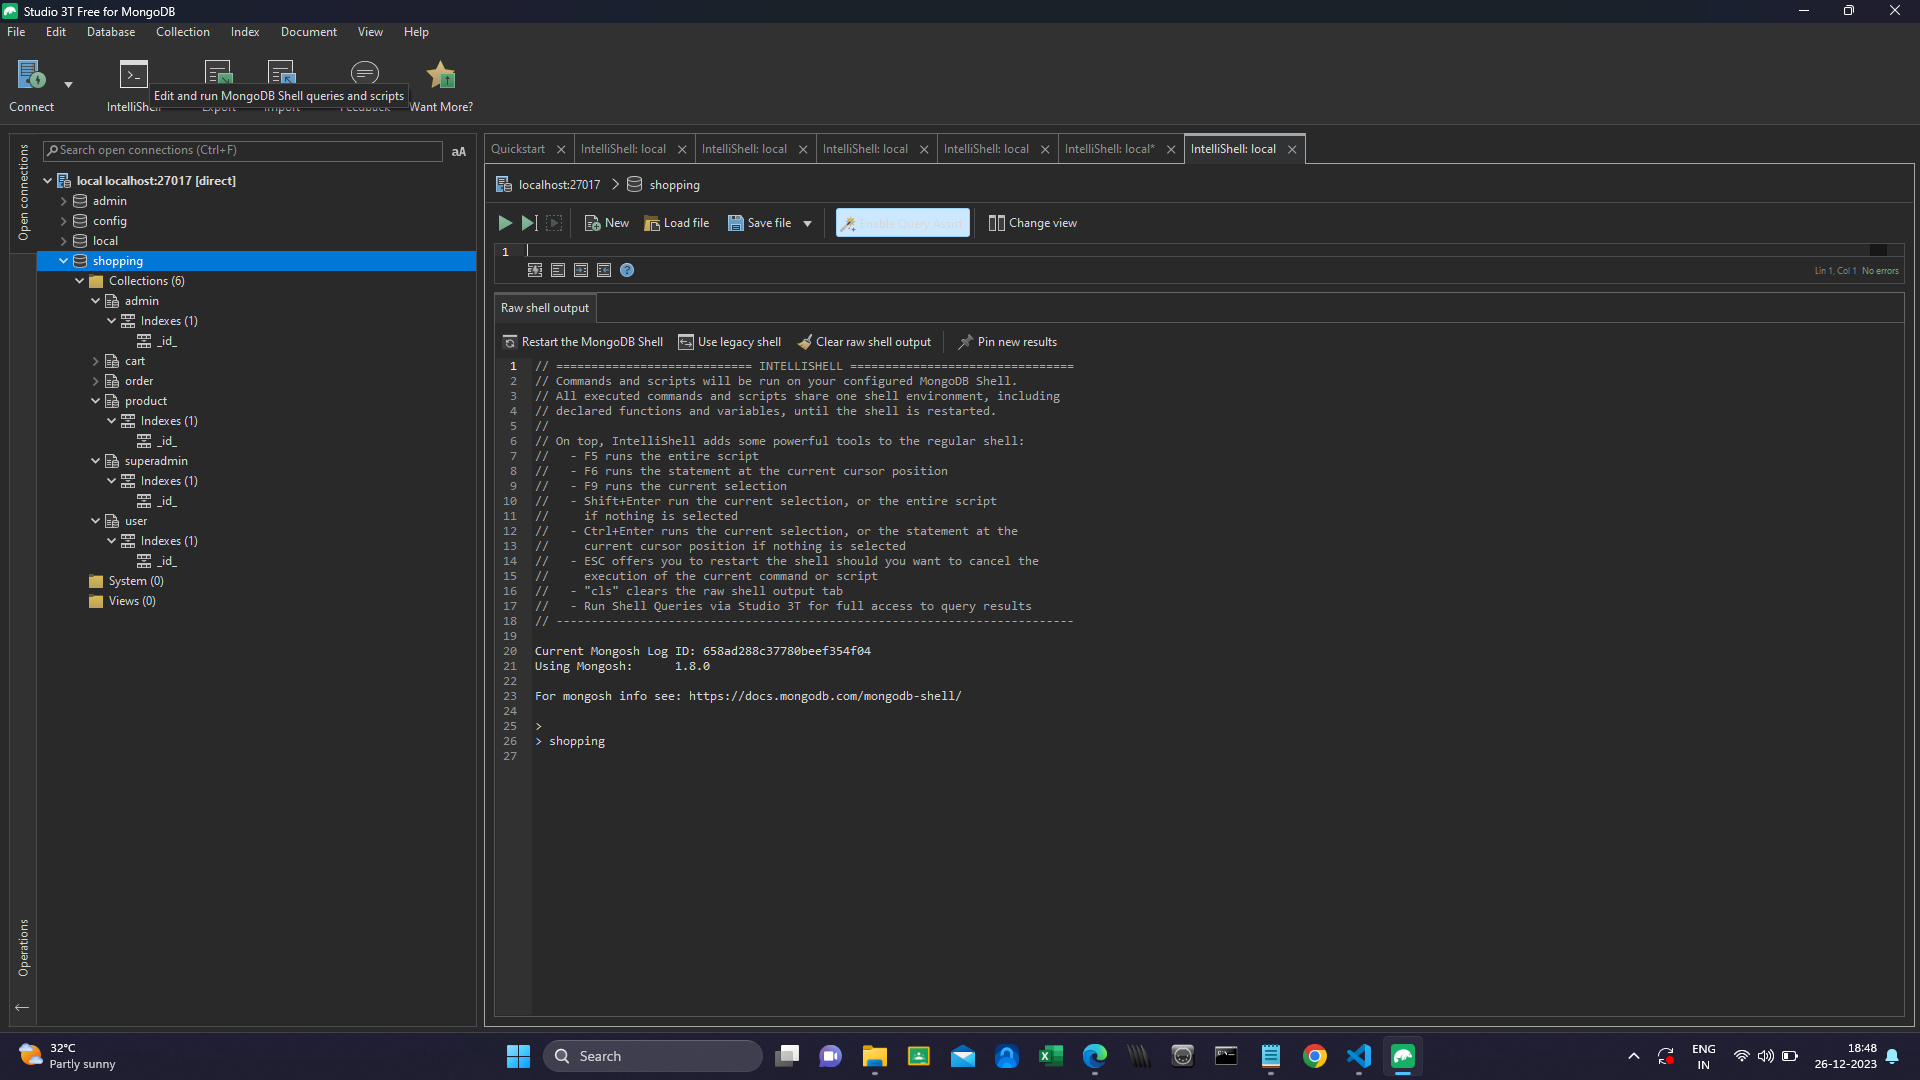 Studio 3T Free for MongoDB
File Edit Database Collection Index Document View Help
Edit and run MongoDB Shell queries and scripts
Connect IntelliShell Export Import Feedback Want More?
Open connections
Search open connections (Ctrl+F) aA
local localhost:27017 [direct]
admin
config
local
shopping
Collections (6)
admin
Indexes (1)
_id_
cart
order
product
Indexes (1)
_id_
superadmin
Indexes (1)
_id_
user
Indexes (1)
_id_
System (0)
Views (0)
Operations
Quickstart IntelliShell: local IntelliShell: local IntelliShell: local IntelliShell: local IntelliShell: local* IntelliShell: local
localhost:27017 shopping
New Load file Save file Enable Query Assist Change view
1
Lin 1, Col 1 No errors
Raw shell output
Restart the MongoDB Shell Use legacy shell Clear raw shell output Pin new results
1 // ============================ INTELLISHELL ================================
2 // Commands and scripts will be run on your configured MongoDB Shell.
3 // All executed commands and scripts share one shell environment, including
4 // declared functions and variables, until the shell is restarted.
5 //
6 // On top, IntelliShell adds some powerful tools to the regular shell:
7 // - F5 runs the entire script
8 // - F6 runs the statement at the current cursor position
9 // - F9 runs the current selection
10 // - Shift+Enter run the current selection, or the entire script
11 // if nothing is selected
12 // - Ctrl+Enter runs the current selection, or the statement at the
13 // current cursor position if nothing is selected
14 // - ESC offers you to restart the shell should you want to cancel the
15 // execution of the current command or script
16 // - "cls" clears the raw shell output tab
17 // - Run Shell Queries via Studio 3T for full access to query results
18 // --------------------------------------------------------------------------
19
20 Current Mongosh Log ID: 658ad288c37780beef354f04
21 Using Mongosh: 1.8.0
22
23 For mongosh info see: https://docs.mongodb.com/mongodb-shell/
24
25 >
26 > shopping
27
32°C
Partly sunny
Search
ENG
IN
18:48
26-12-2023